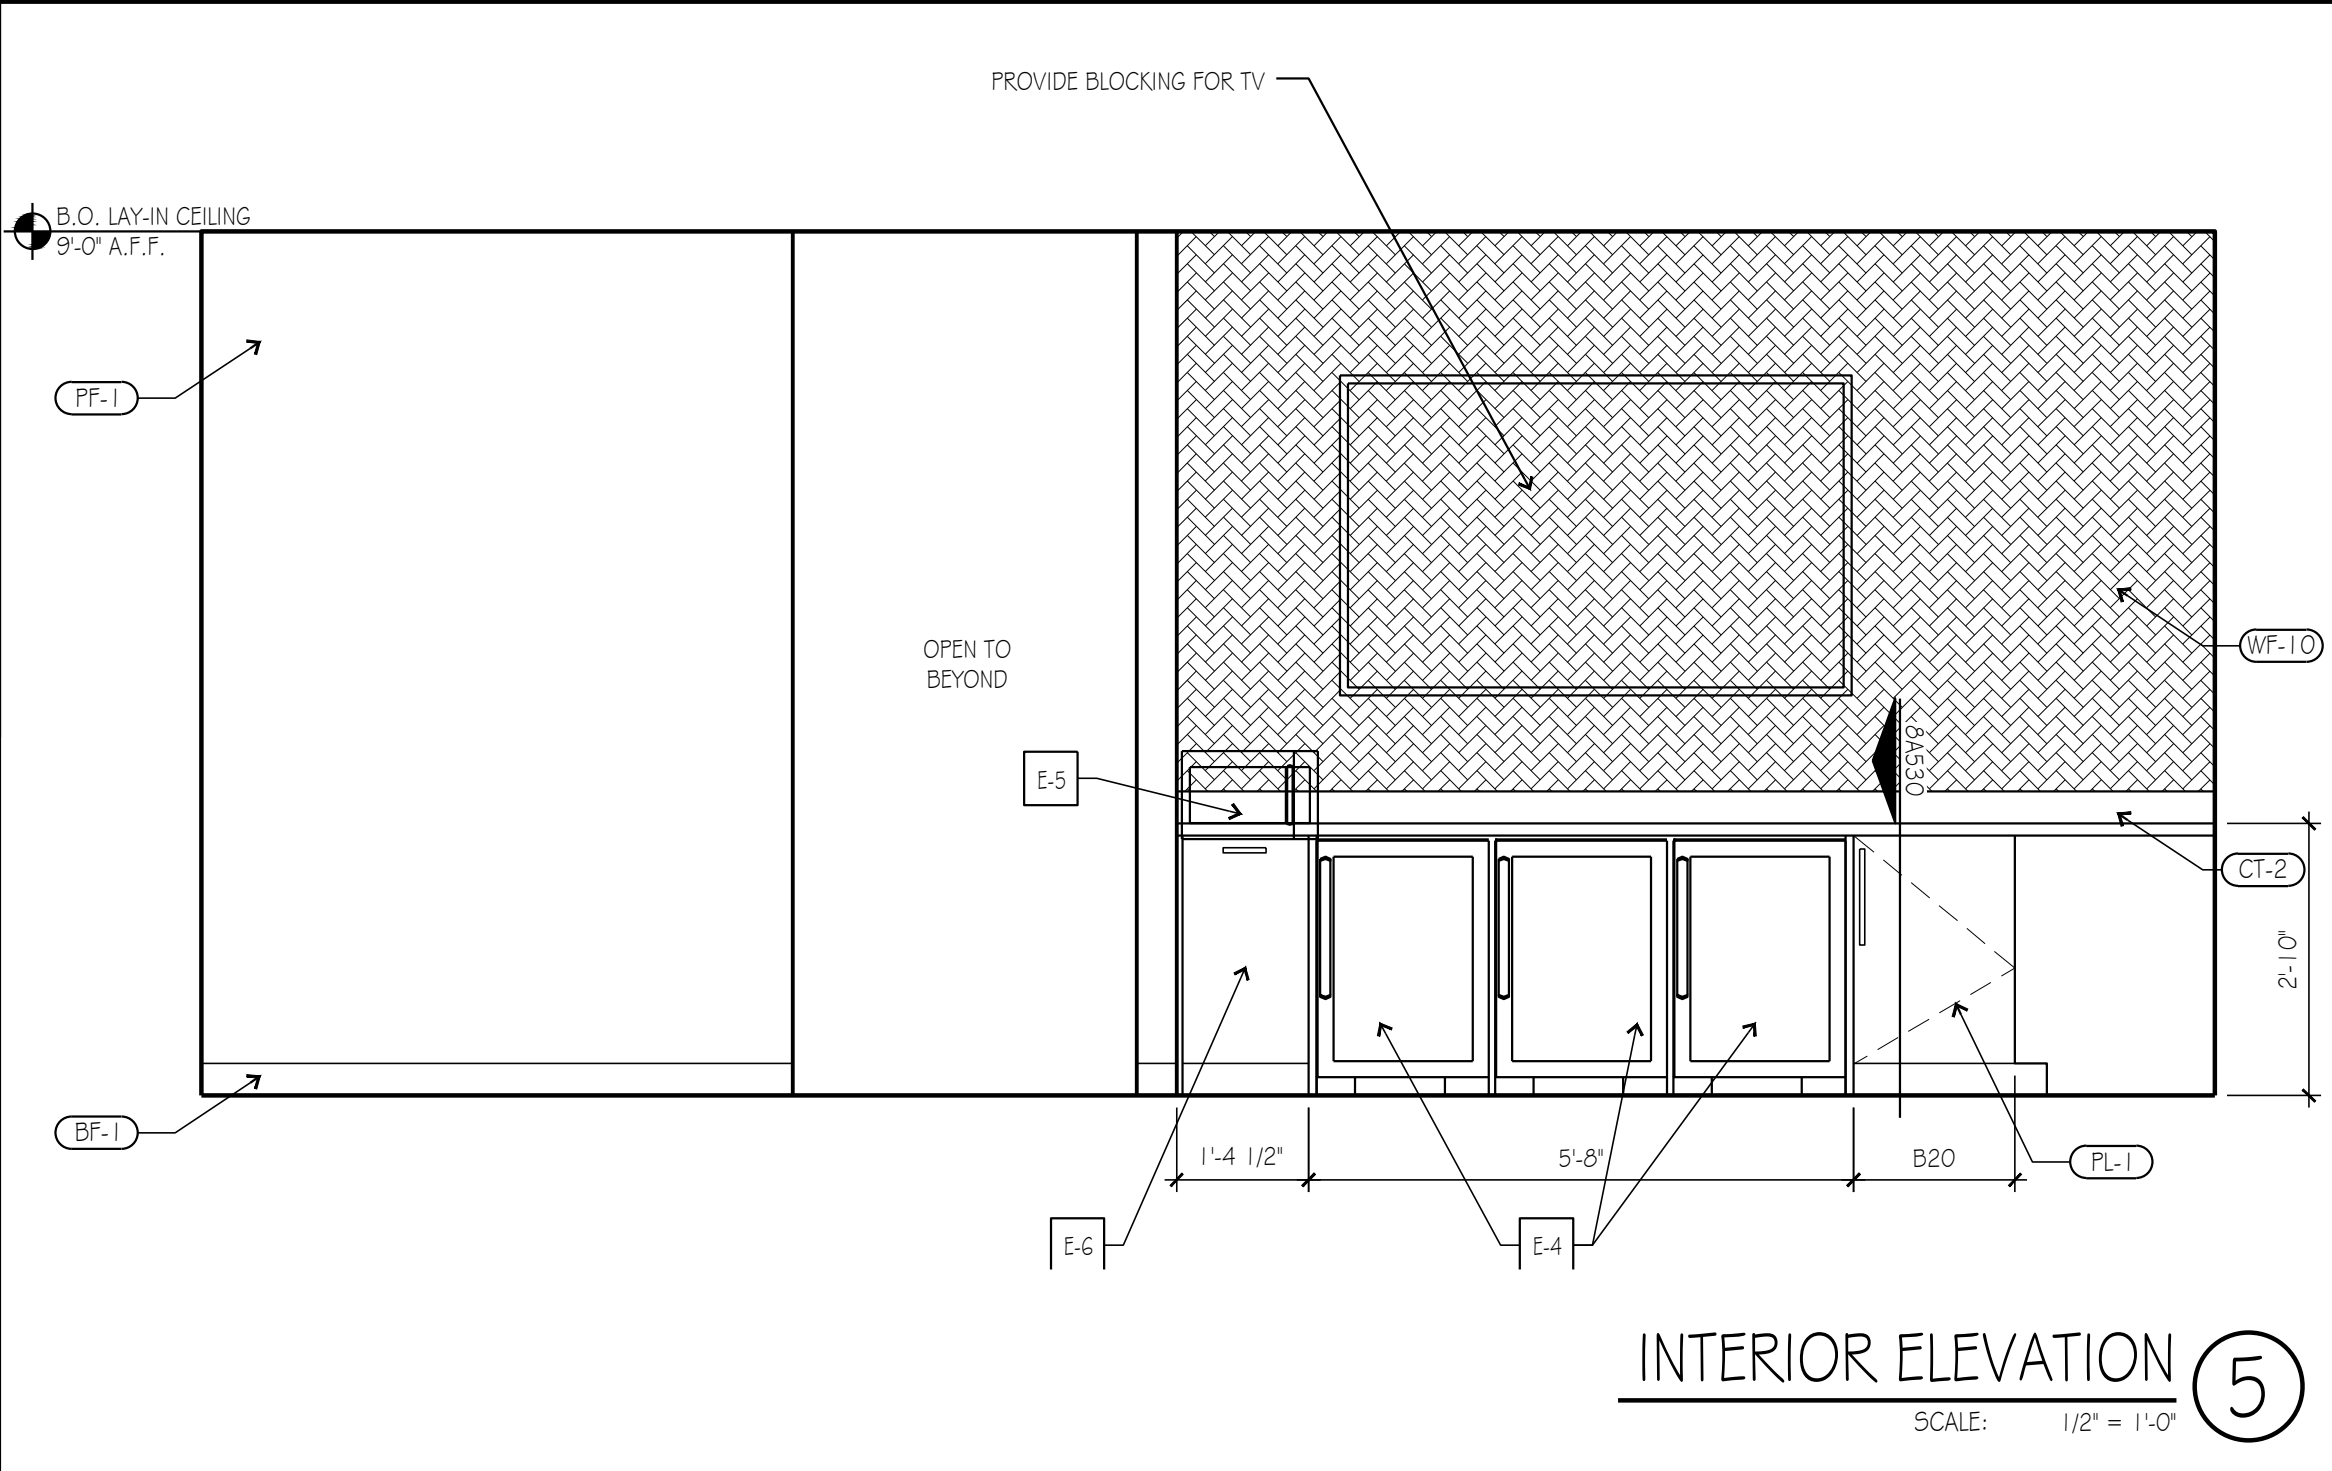 PROVIDE BLOCKING FOR TV
B.O. LAY-IN CEILING
9'-0" A.F.F.
PF-1
OPEN TO
BEYOND
WF-10
8A530
E-5
CT-2
2'-10"
BF-1
1'-4 1/2"
5'-8"
B20
PL-1
E-6
E-4
INTERIOR ELEVATION
5
SCALE: 1/2" = 1'-0"